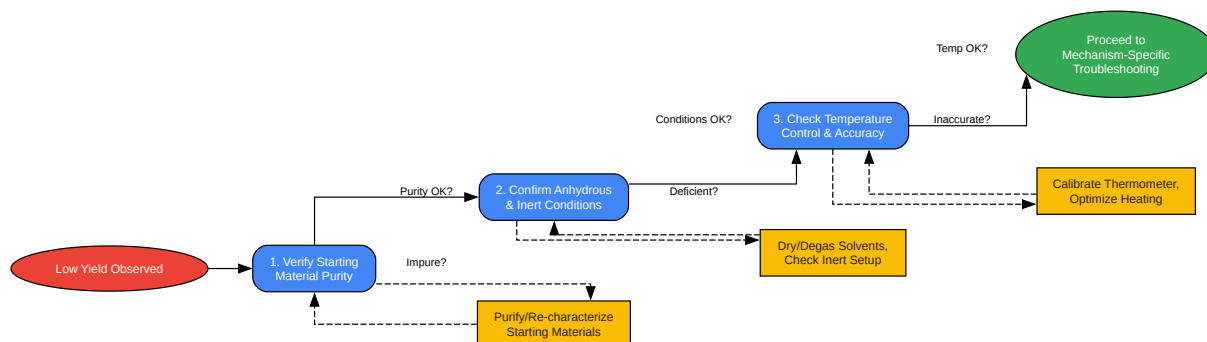 Low Yield Observed
1. Verify Starting
Material Purity
Impure?
Purify/Re-characterize
Starting Materials
Purity OK?
2. Confirm Anhydrous
& Inert Conditions
Deficient?
Dry/Degas Solvents,
Check Inert Setup
Conditions OK?
3. Check Temperature
Control & Accuracy
Inaccurate?
Calibrate Thermometer,
Optimize Heating
Temp OK?
Proceed to
Mechanism-Specific
Troubleshooting